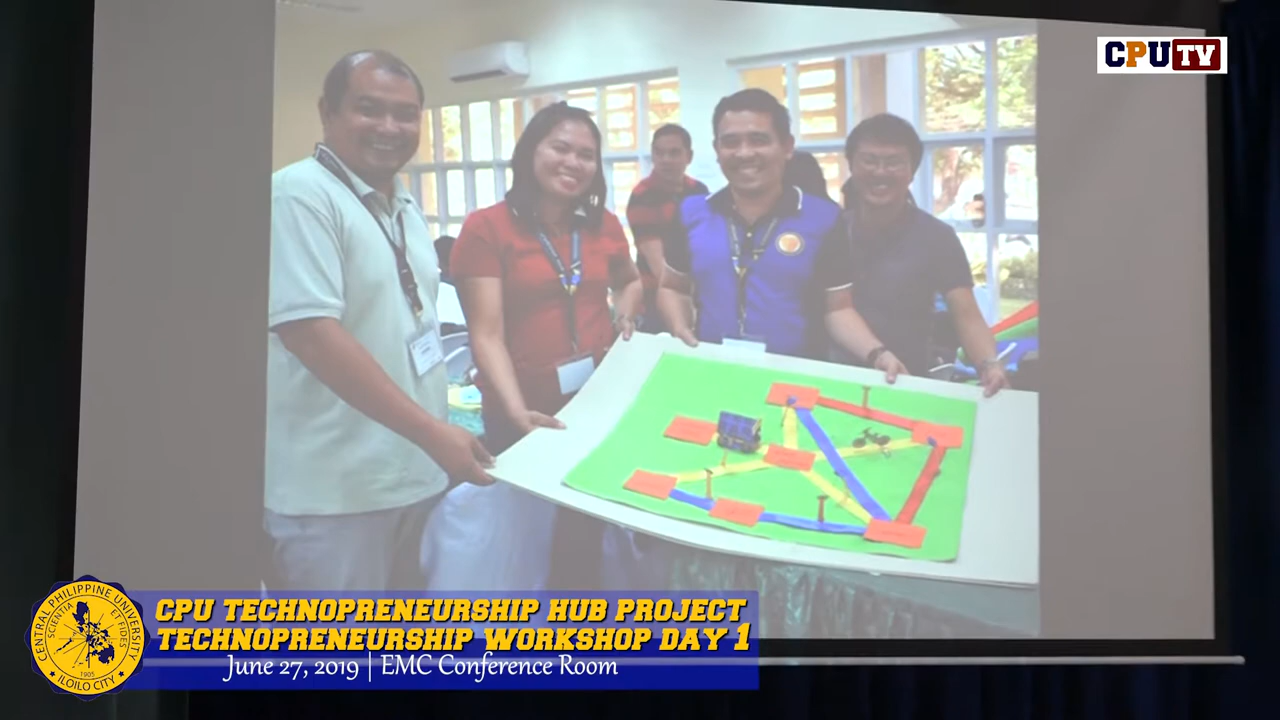 CPUTV
CPU TECHNOPRENEURSHIP HUB PROJECT
TECHNOPRENEURSHIP WORKSHOP DAY 1
June 27, 2019 | EMC Conference Room
CENTRAL PHILIPPINE UNIVERSITY
SCIENTIA ET FIDES
1905
ILOILO CITY